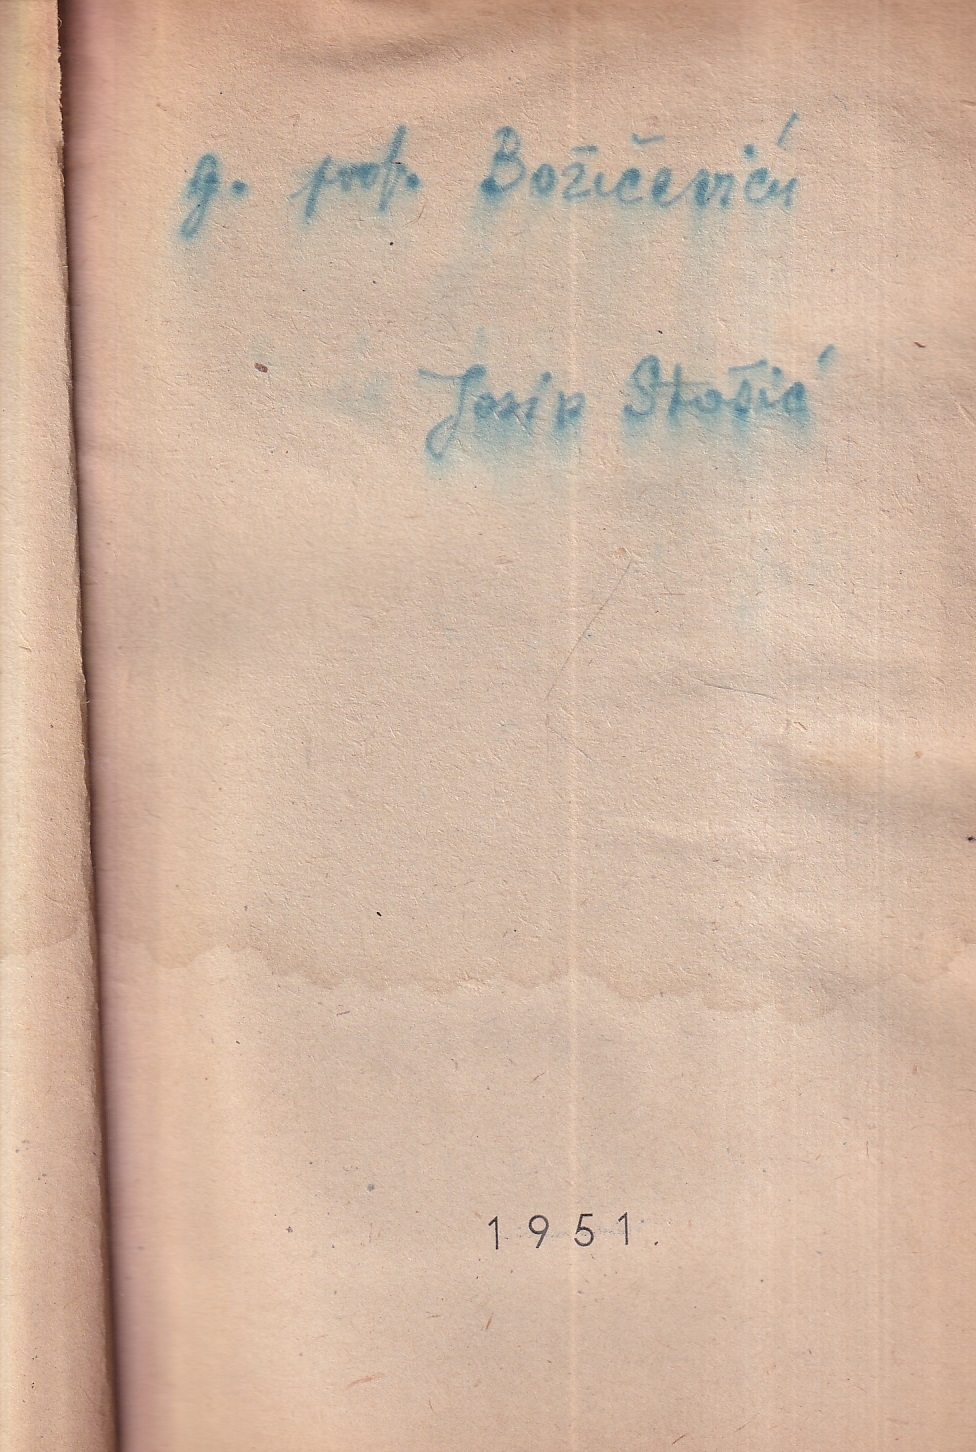 g. prof. Božičeviću
Josip Stošić
1951.